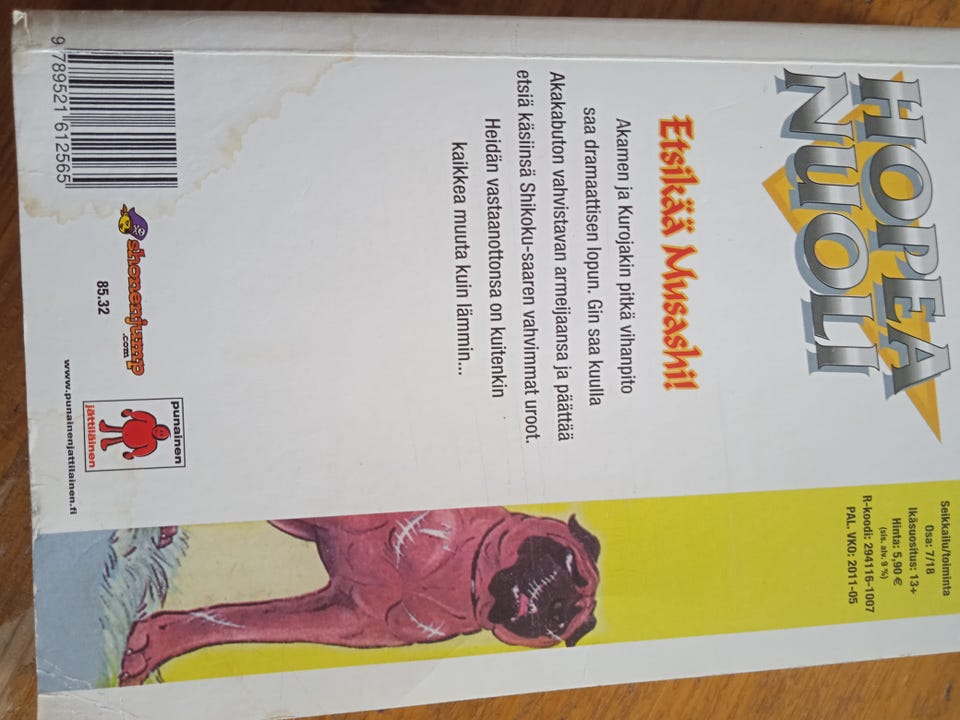 HOPEA
NUOLI
Seikkailu/toiminta
Osa: 7/18
Ikäsuositus: 13+
Hinta: 5,90 €
(sis. alv. 9 %)
R-koodi: 294116-1007
PAL. VKO: 2011-05
Etsikää Musashi!
Akamen ja Kurojakin pitkä vihanpito
saa dramaattisen lopun. Gin saa kuulla
Akakabuton vahvistavan armeijaansa ja päättää
etsiä käsiinsä Shikoku-saaren vahvimmat uroot.
Heidän vastaanottonsa on kuitenkin
kaikkea muuta kuin lämmin...
9 789521 612565
shonenjump
.com
85.32
punainen
jättiläinen
www.punainenjattilainen.fi